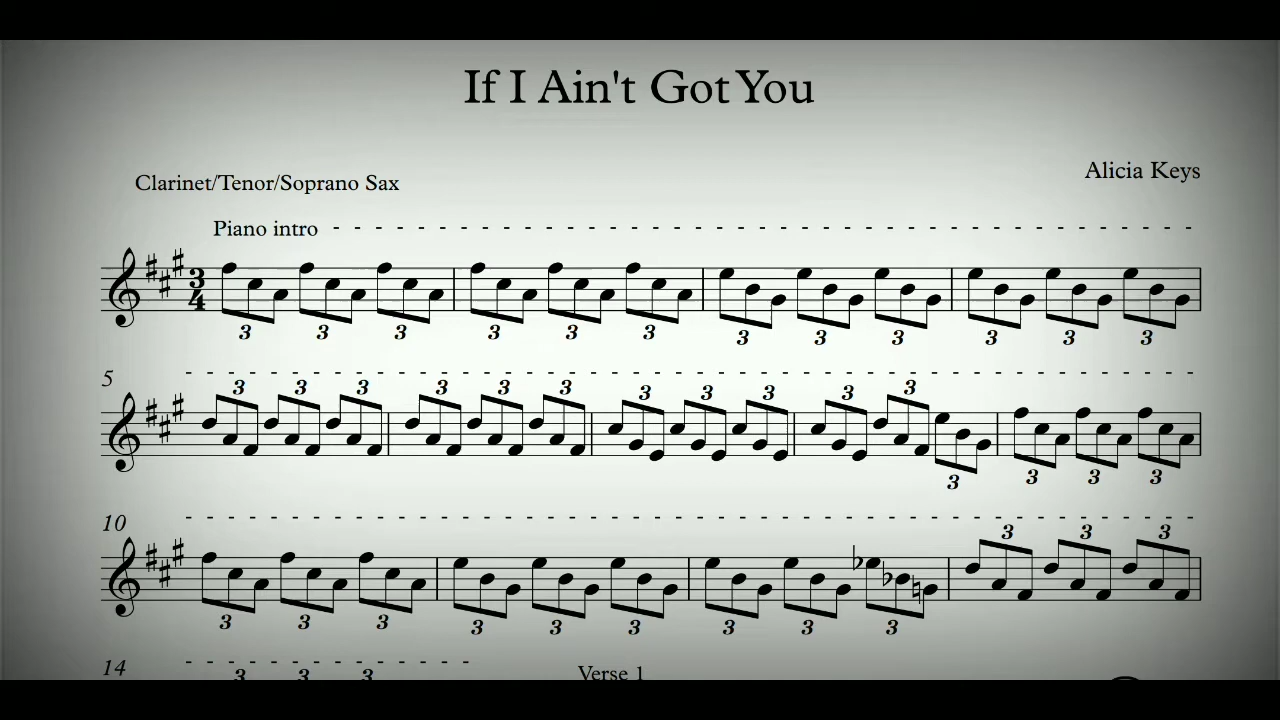 If I Ain't Got You
Alicia Keys
Clarinet/Tenor/Soprano Sax
Piano intro
3 4
3 3 3 3 3 3 3 3 3 3 3 3
5
3 3 3 3 3 3 3 3 3 3 3 3 3 3 3
10
3 3 3 3 3 3 3 3 3 3 3 3
14
3 3 3
Verse 1